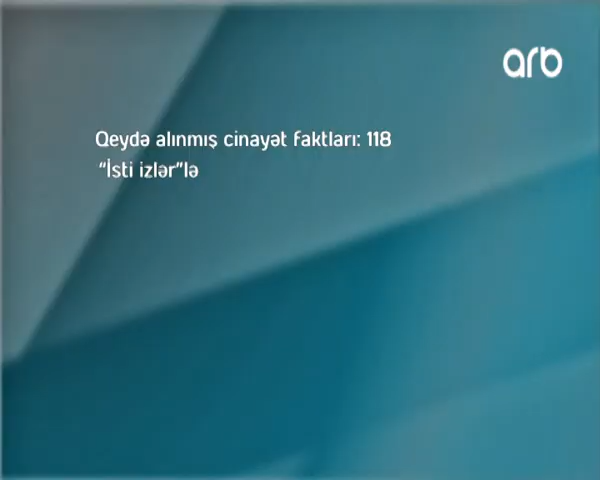 arb
Qeydə alınmış cinayət faktları: 118
"İsti izlər"lə